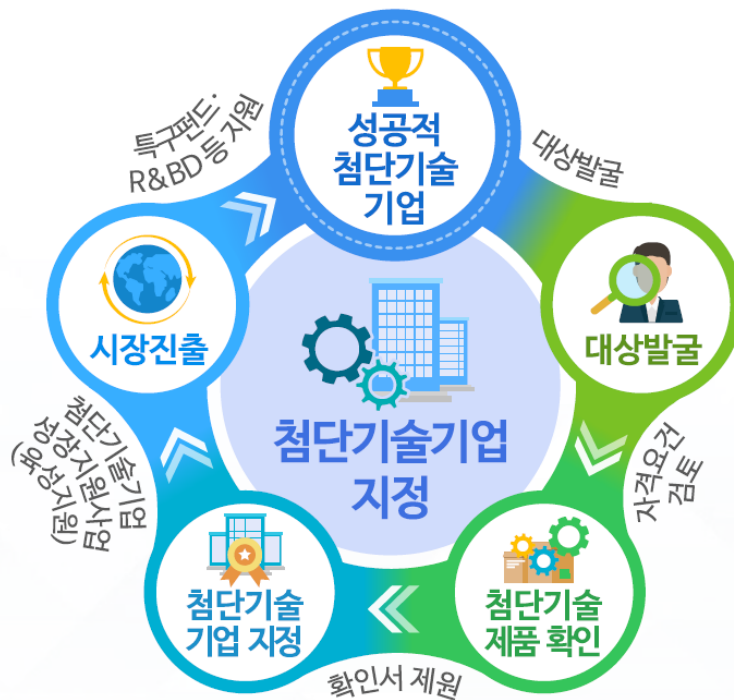 특구펀드·
R&BD 등 지원
성공적
첨단기술
기업
대상발굴
대상발굴
자격요건
검토
첨단기술
제품 확인
확인서 제원
첨단기술
기업 지정
첨단기술기업
성장지원사업
(육성지원)
시장진출
첨단기술기업
지정